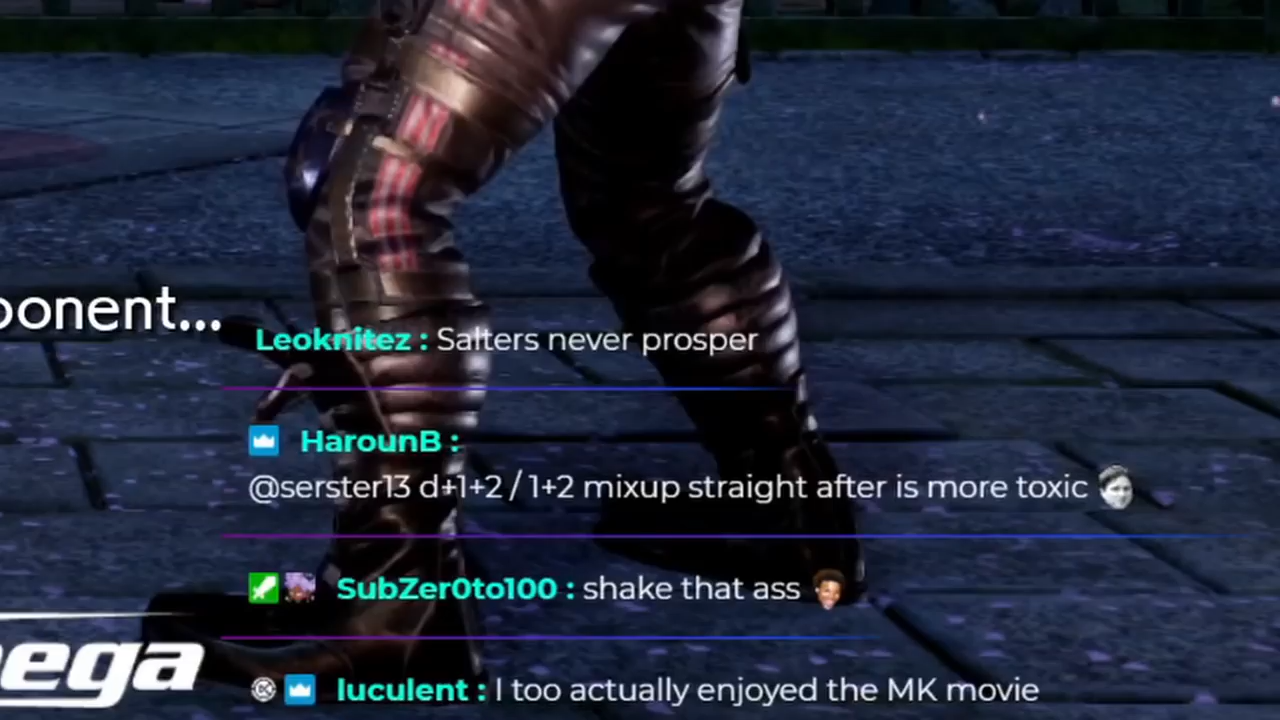 ponent...
Leoknitez : Salters never prosper
HarounB :
@serster13 d+1+2 / 1+2 mixup straight after is more toxic
SubZer0to100 : shake that ass
ega
luculent : I too actually enjoyed the MK movie